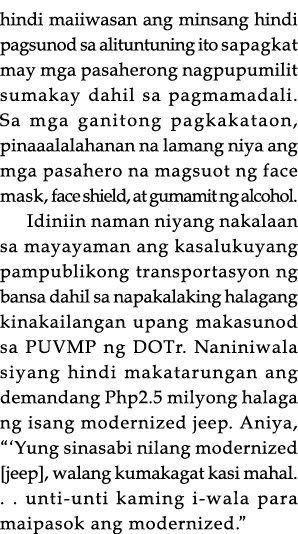 hindi maiiwasan ang minsang hindi
pagsunod sa alituntuning ito sapagkat
may mga pasaherong nagpupumilit
sumakay dahil sa pagmamadali.
Sa mga ganitong pagkakataon,
pinaaalalahanan na lamang niya ang
mga pasahero na magsuot ng face
mask, face shield, at gumamit ng alcohol.
Idiniin naman niyang nakalaan
sa mayayaman ang kasalukuyang
pampublikong transportasyon ng
bansa dahil sa napakalaking halagang
kinakailangan upang makasunod
sa PUVMP ng DOTr. Naniniwala
siyang hindi makatarungan ang
demandang Php2.5 milyong halaga
ng isang modernized jeep. Aniya,
“‘Yung sinasabi nilang modernized
[jeep], walang kumakagat kasi mahal.
. . unti-unti kaming i-wala para
maipasok ang modernized.”